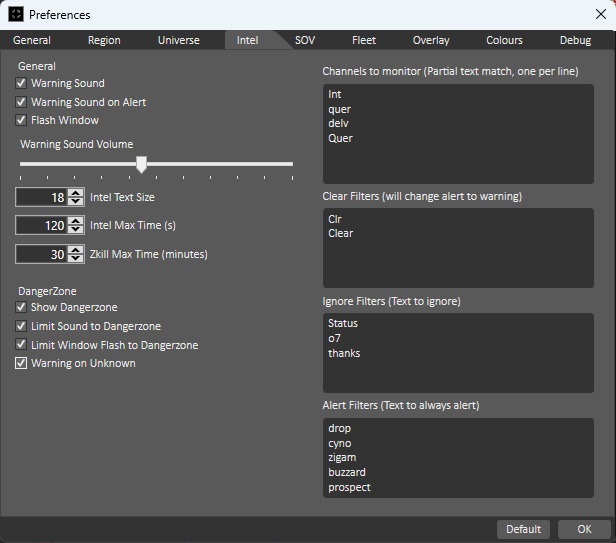 Preferences
General Region Universe Intel SOV Fleet Overlay Colours Debug
General
Warning Sound
Warning Sound on Alert
Flash Window
Warning Sound Volume
18 Intel Text Size
120 Intel Max Time (s)
30 Zkill Max Time (minutes)
DangerZone
Show Dangerzone
Limit Sound to Dangerzone
Limit Window Flash to Dangerzone
Warning on Unknown
Channels to monitor (Partial text match, one per line)
Int
quer
delv
Quer
Clear Filters (will change alert to warning)
Clr
Clear
Ignore Filters (Text to ignore)
Status
o7
thanks
Alert Filters (Text to always alert)
drop
cyno
zigam
buzzard
prospect
Default OK